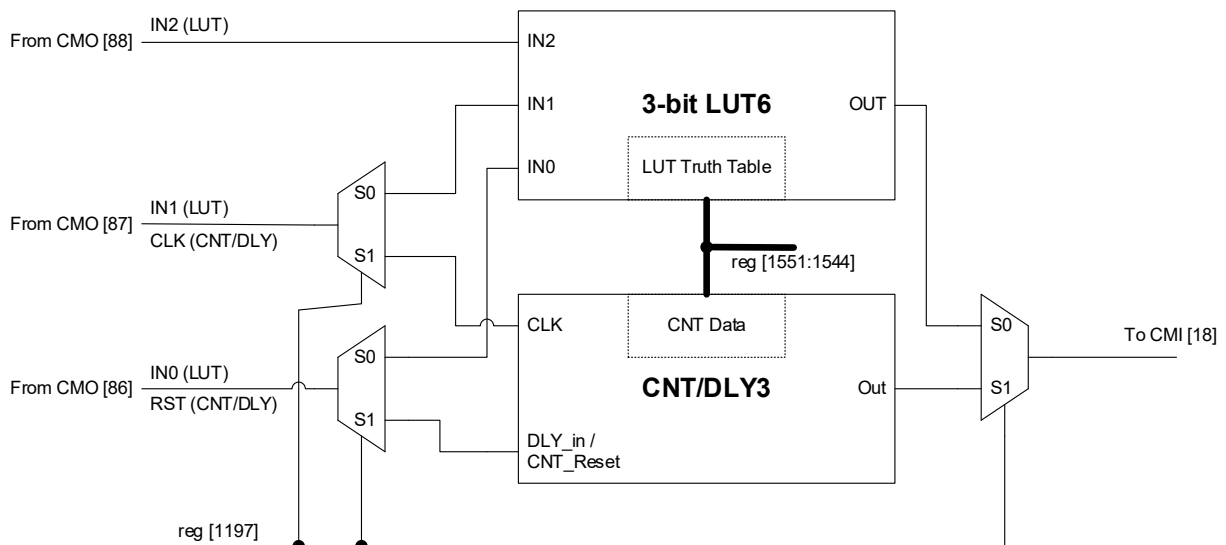 From CMO [88]
IN2 (LUT)
IN2
IN1
3-bit LUT6
OUT
IN0
LUT Truth Table
S0
From CMO [87]
IN1 (LUT)
CLK (CNT/DLY)
S1
reg [1551:1544]
CLK
CNT Data
S0
To CMI [18]
S0
From CMO [86]
IN0 (LUT)
RST (CNT/DLY)
S1
CNT/DLY3
Out
S1
DLY_in /
CNT_Reset
reg [1197]